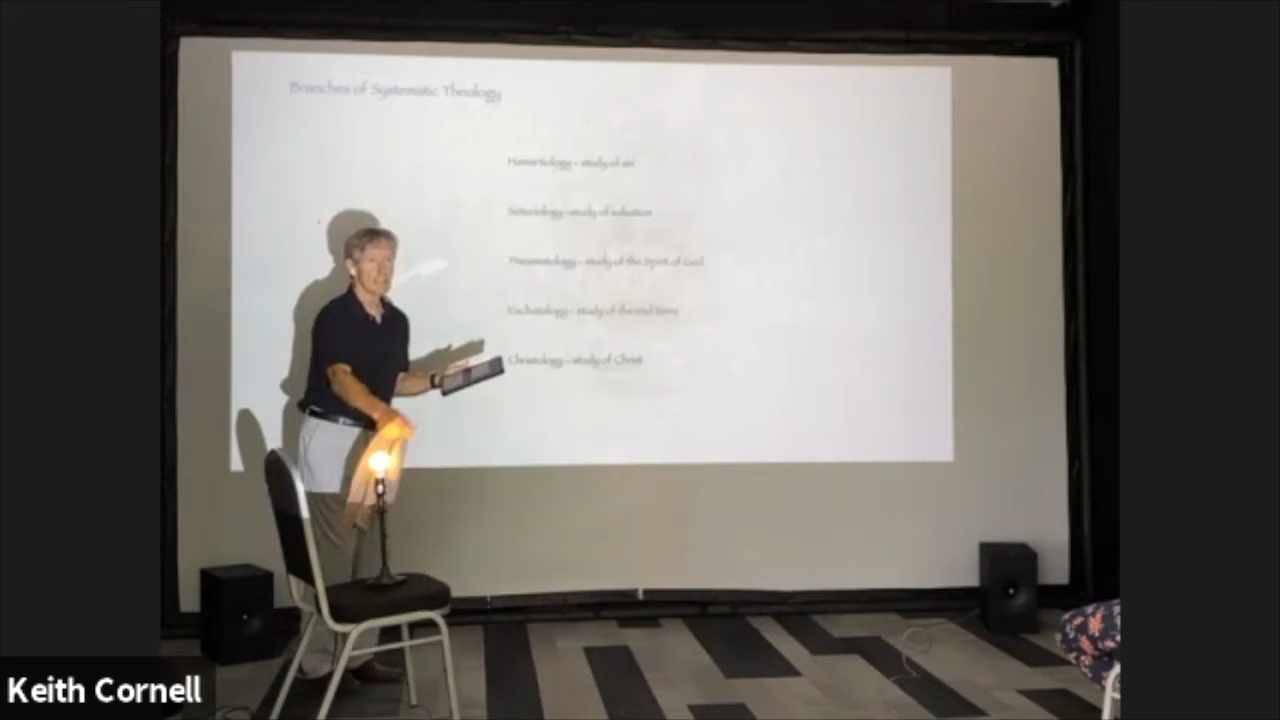 Branches of Systematic Theology
Hamartiology - study of sin
Soteriology - study of salvation
Pneumatology - study of the Spirit of God
Eschatology - study of the end times
Christology - study of Christ
Keith Cornell